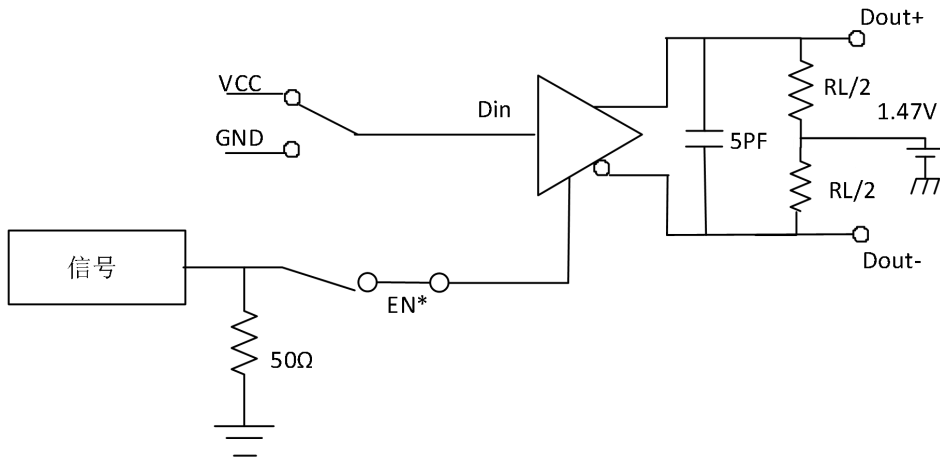 Dout+
VCC
RL/2
Din
1.47V
GND
5PF
RL/2
信号
Dout-
EN*
50Ω